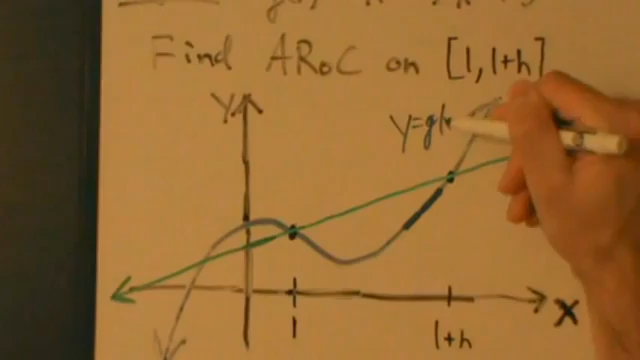 Find ARoC on [1, 1+h]
Y
y=g(x
1
1+h
X